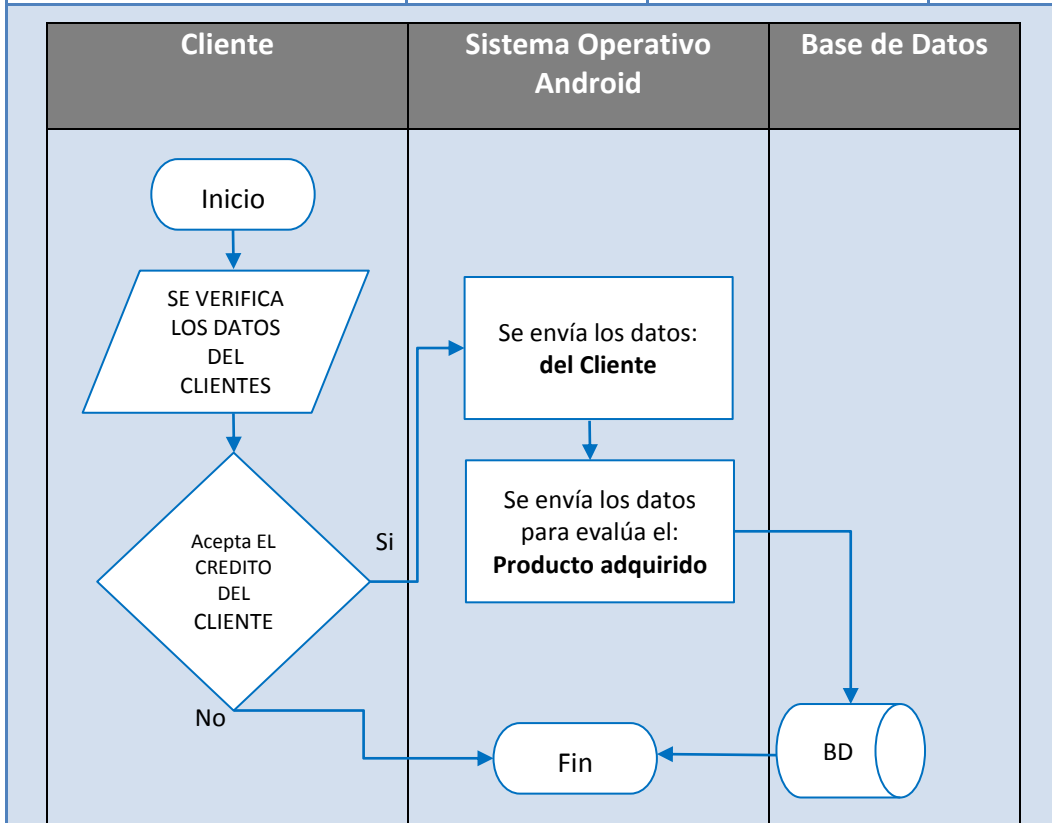 Cliente
Sistema Operativo
Android
Base de Datos
Inicio
SE VERIFICA
LOS DATOS
DEL
CLIENTES
Se envía los datos:
del Cliente
Se envía los datos
para evalúa el:
Producto adquirido
Acepta EL
CREDITO
DEL
CLIENTE
Si
No
Fin
BD